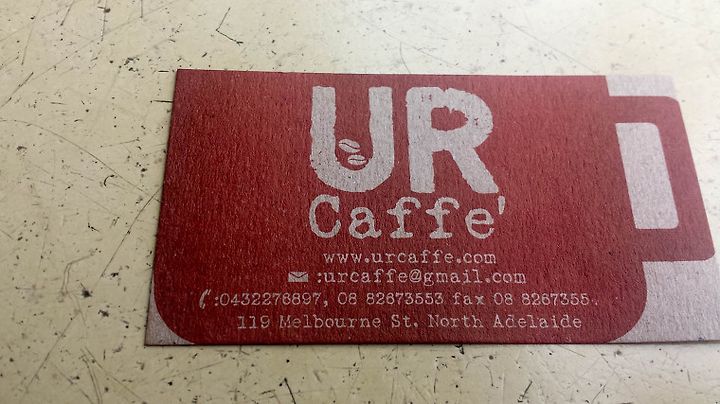 UR
Caffe'
www.urcaffe.com
:urcaffe@gmail.com
:0432276897, 08 82673553 fax 08 8267355
119 Melbourne St. North Adelaide